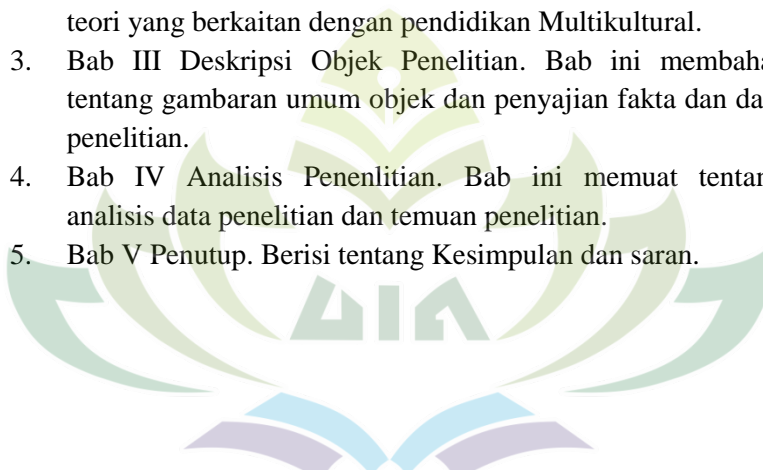 teori yang berkaitan dengan pendidikan Multikultural.
3. Bab III Deskripsi Objek Penelitian. Bab ini membaha
tentang gambaran umum objek dan penyajian fakta dan da
penelitian.
4. Bab IV Analisis Penenlitian. Bab ini memuat tentan
analisis data penelitian dan temuan penelitian.
5. Bab V Penutup. Berisi tentang Kesimpulan dan saran.
UIN